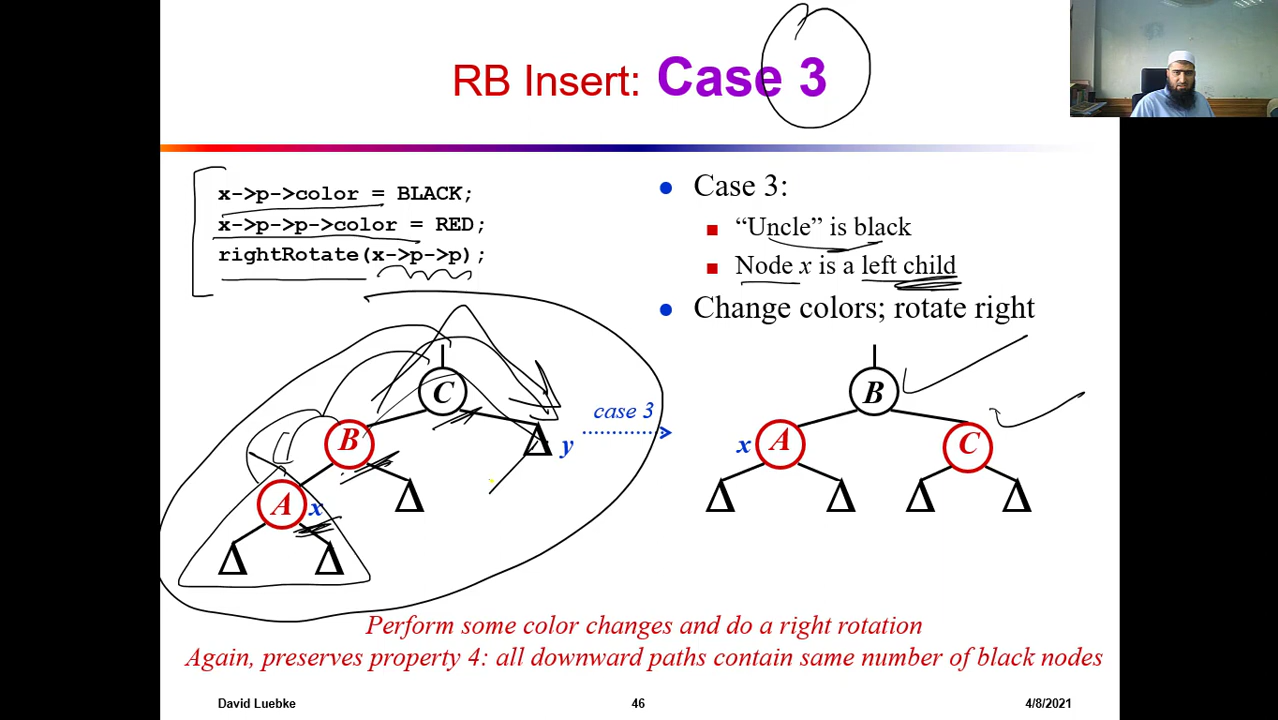 RB Insert: Case 3
x->p->color = BLACK;
x->p->p->color = RED;
rightRotate(x->p->p);
Case 3:
“Uncle” is black
Node x is a left child
Change colors; rotate right
C
B
y
A
x
Δ
Δ
Δ
Δ
case 3
B
x
A
C
Δ
Δ
Δ
Δ
Perform some color changes and do a right rotation
Again, preserves property 4: all downward paths contain same number of black nodes
David Luebke
46
4/8/2021